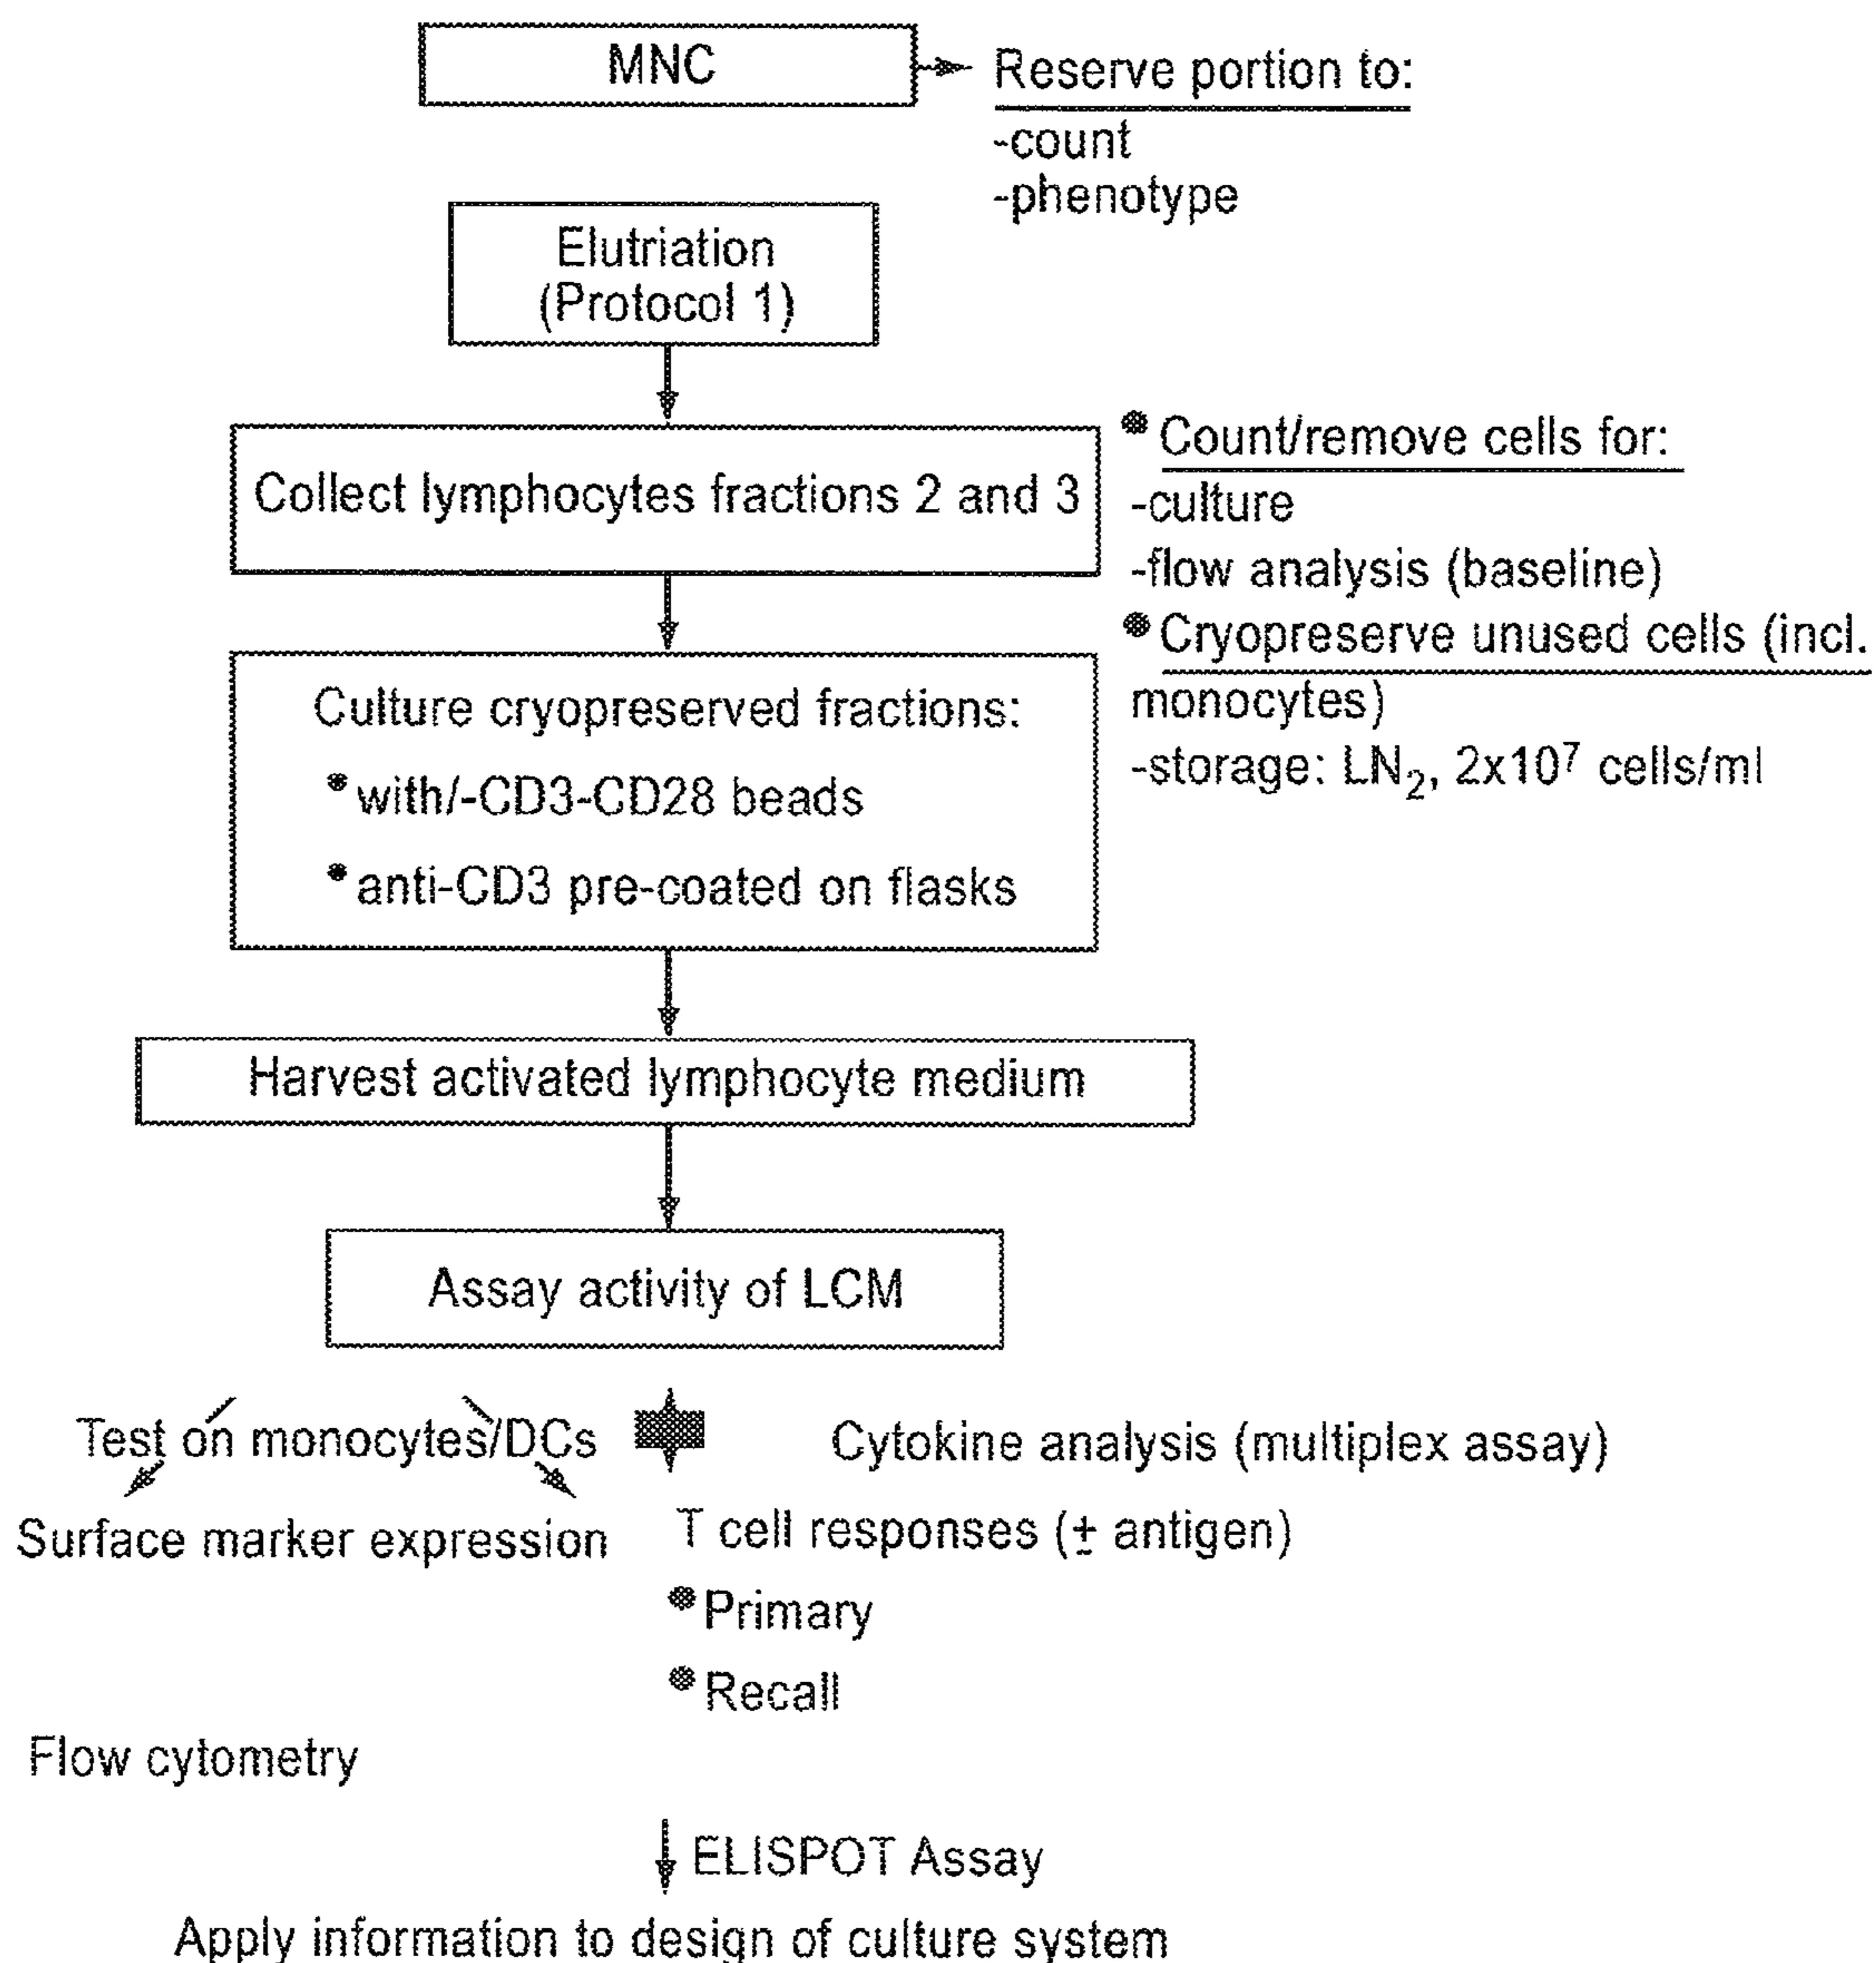 MNC
Reserve portion to:
-count
-phenotype
Elutriation
(Protocol 1)
Collect lymphocytes fractions 2 and 3
• Count/remove cells for:
-culture
-flow analysis (baseline)
• Cryopreserve unused cells (incl.
monocytes)
-storage: LN₂, 2x10⁷ cells/ml
Culture cryopreserved fractions:
• with/-CD3-CD28 beads
• anti-CD3 pre-coated on flasks
Harvest activated lymphocyte medium
Assay activity of LCM
Test on monocytes/DCs
Cytokine analysis (multiplex assay)
Surface marker expression
T cell responses (± antigen)
• Primary
• Recall
Flow cytometry
ELISPOT Assay
Apply information to design of culture system